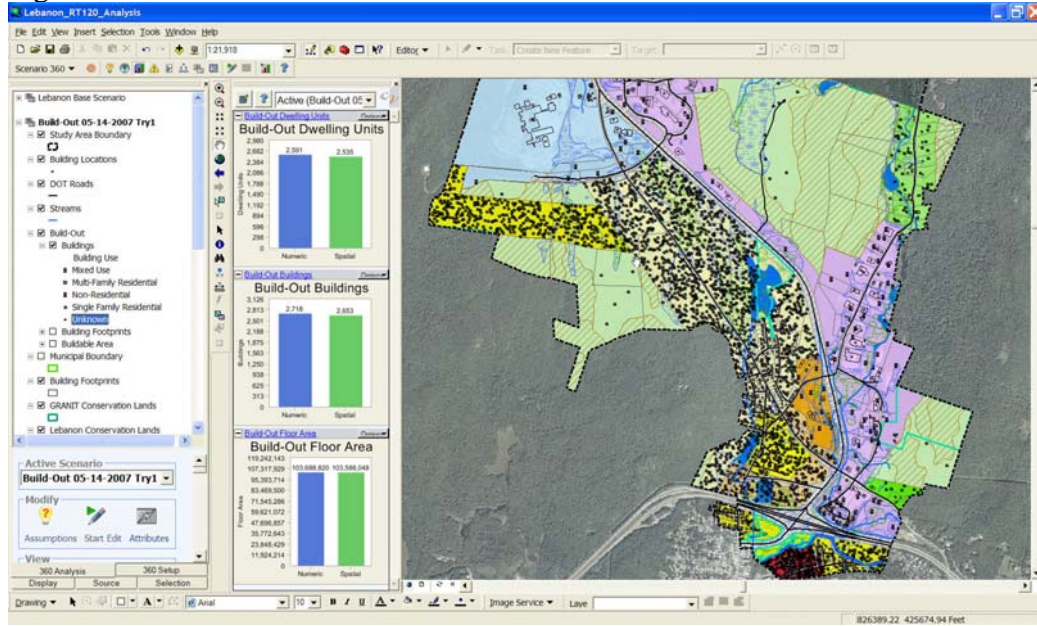 Lebanon_RT120_Analysis
File Edit View Insert Selection Tools Window Help
1:21,918 Editor Task: Create New Feature Target:
Scenario 360
Lebanon Base Scenario
Build-Out 05-14-2007 Try1
Study Area Boundary
Building Locations
DOT Roads
Streams
Build-Out
Buildings
Building Use
Mixed Use
Multi-Family Residential
Non-Residential
Single Family Residential
Unknown
Building Footprints
Buildable Area
Municipal Boundary
Building Footprints
GRANIT Conservation Lands
Lebanon Conservation Lands
Active Scenario
Build-Out 05-14-2007 Try1
Modify
Assumptions Start Edit Attributes
View
360 Analysis 360 Setup
Display Source Selection
Active (Build-Out 05
Build-Out Dwelling Units
Build-Out Dwelling Units
2,980
2,682
2,384
2,086
1,788
1,490
1,192
894
596
298
0
Dwelling Units
2,591 2,535
Numeric Spatial
Build-Out Buildings
Build-Out Buildings
3,126
2,813
2,501
2,188
1,875
1,563
1,250
938
625
313
0
Buildings
2,718 2,653
Numeric Spatial
Build-Out Floor Area
Build-Out Floor Area
119,242,143
107,317,929
95,393,714
83,469,500
71,545,286
59,621,072
47,696,857
35,772,643
23,848,429
11,924,214
0
Floor Area
103,688,820 103,588,048
Numeric Spatial
Drawing Arial 10 B I U A Image Service Laye
826389.22 425674.94 Feet